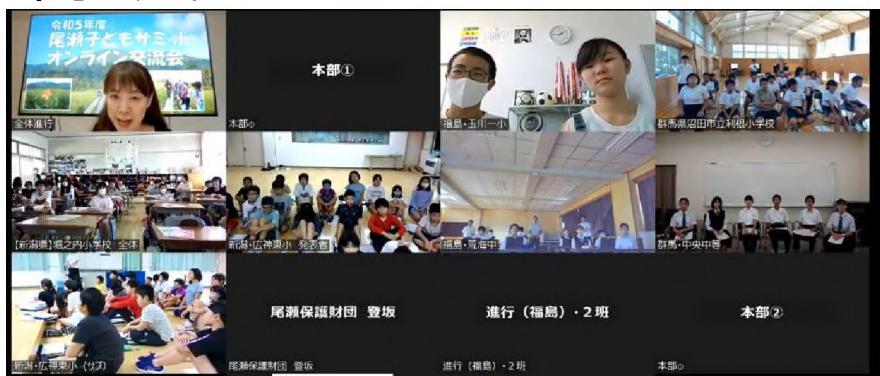 令和5年度
尾瀬子どもサミット
オンライン交流会
全体進行
本部①
本部①
福島・玉川一小
群馬県沼田市立利根小学校
【新潟県】堀之内小学校 全体
新潟・広神東小 発表者
福島・荒海中
群馬・中央中等
新潟・広神東小 (サブ)
尾瀬保護財団 登坂
尾瀬保護財団 登坂
進行（福島）・2班
進行（福島）・2班
本部②
本部②